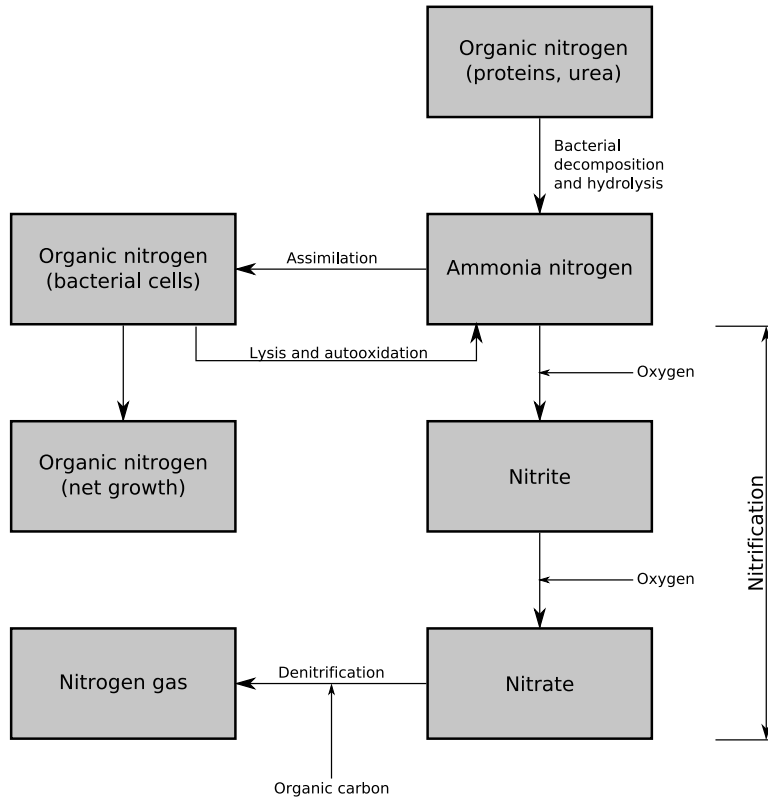 Organic nitrogen
(proteins, urea)
Bacterial
decomposition
and hydrolysis
Organic nitrogen
(bacterial cells)
Assimilation
Ammonia nitrogen
Lysis and autooxidation
Oxygen
Organic nitrogen
(net growth)
Nitrite
Nitrification
Oxygen
Nitrogen gas
Denitrification
Nitrate
Organic carbon